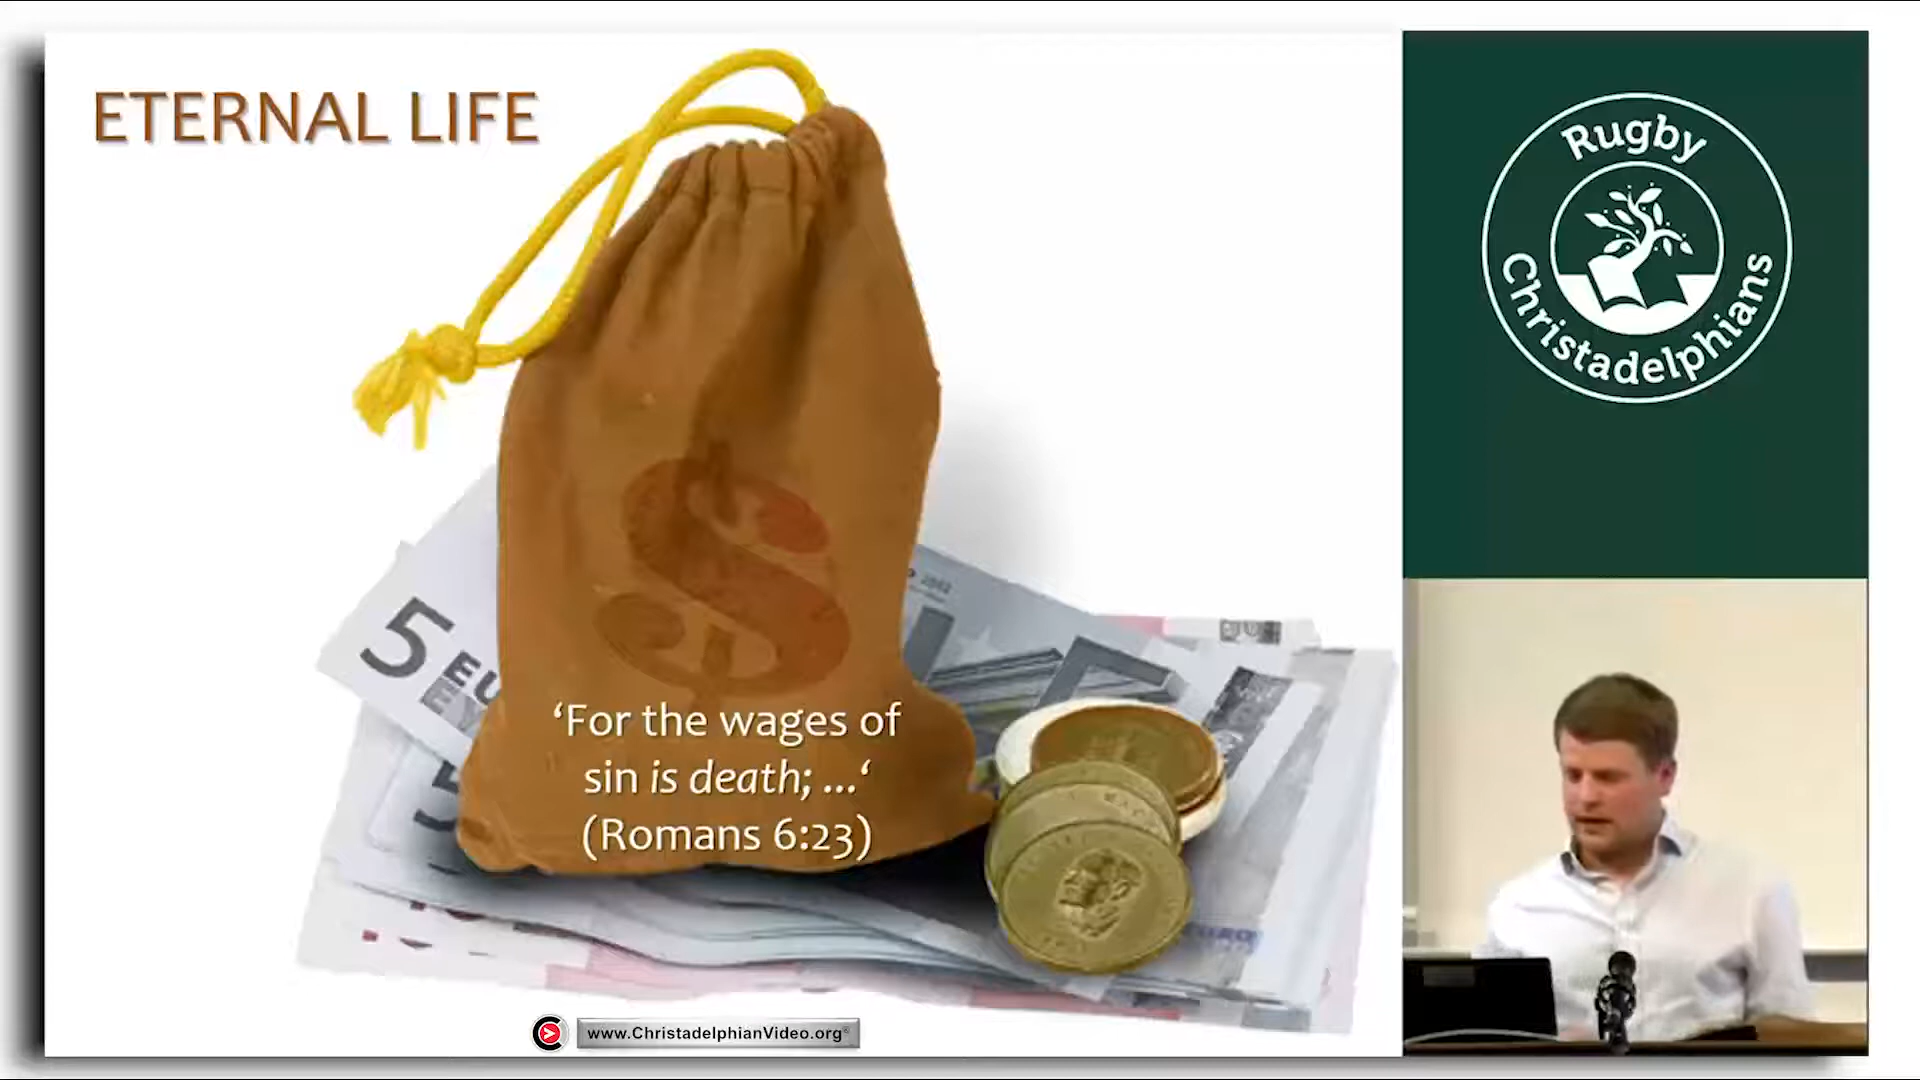 ETERNAL LIFE
Rugby
Christadelphians
$
5 EU
‘For the wages of
sin is death; ...‘
(Romans 6:23)
EURO
www.ChristadelphianVideo.org